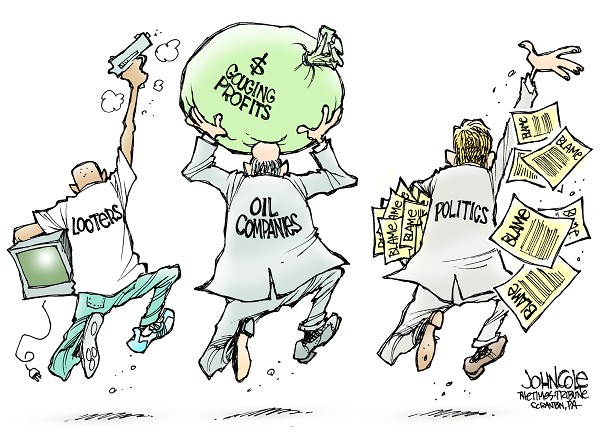 LOOTERS
$
GOUGING
PROFITS
OIL
COMPANIES
POLITICS
BLAME
BLAME
BLAME
BLAME
BLAME
BLAME
BLAME
BLAME
JOHN COLE
THE TIMES-TRIBUNE
SCRANTON, PA